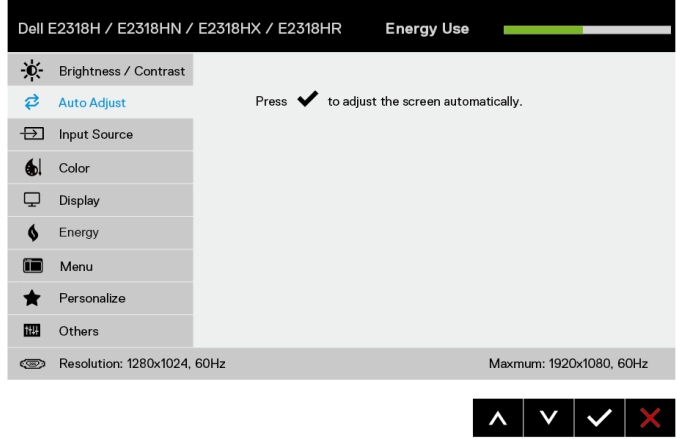 Dell E2318H / E2318HN / E2318HX / E2318HR Energy Use
Brightness / Contrast
Auto Adjust
Press to adjust the screen automatically.
Input Source
Color
Display
Energy
Menu
Personalize
Others
Resolution: 1280x1024, 60Hz Maxmum: 1920x1080, 60Hz